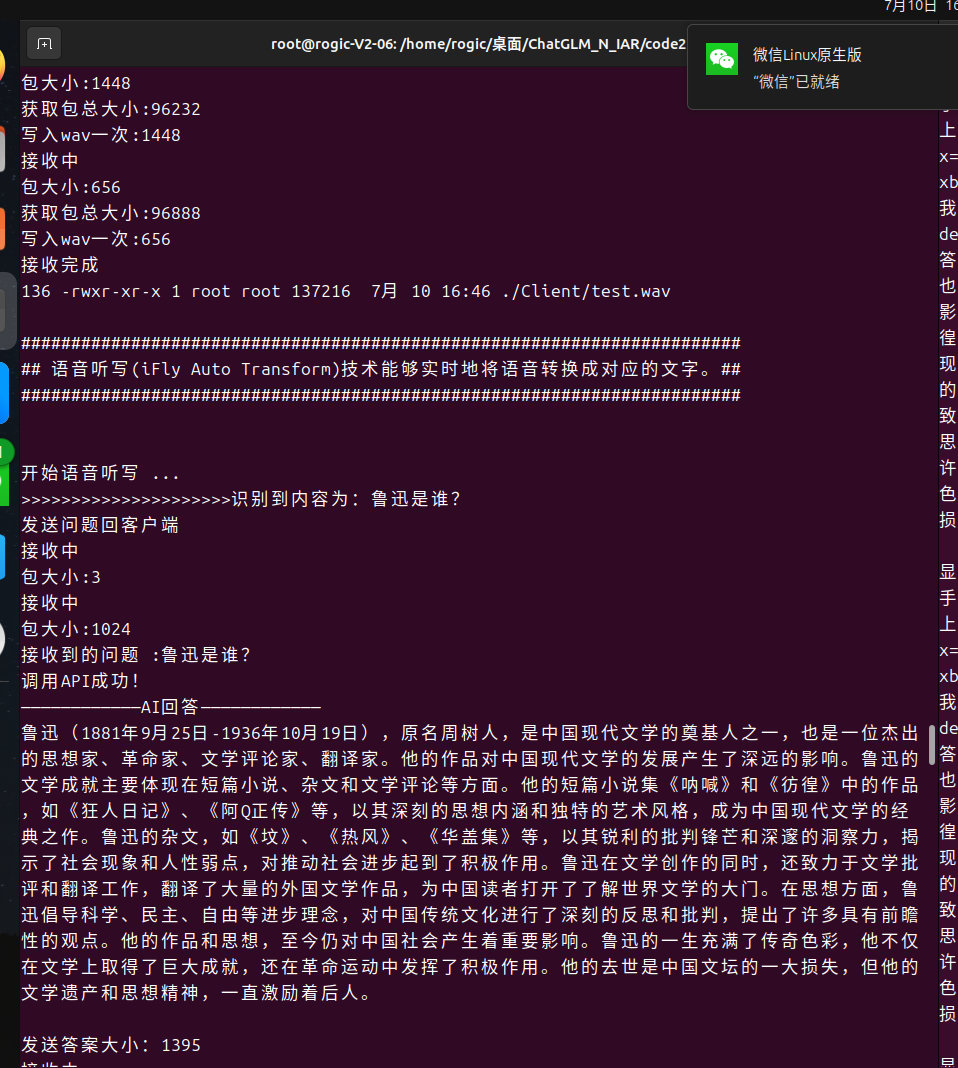 7月10日 16
root@rogic-V2-06: /home/rogic/桌面/ChatGLM_N_IAR/code2
微信Linux原生版
“微信”已就绪
包大小:1448
获取包总大小:96232
写入wav一次:1448
接收中
包大小:656
获取包总大小:96888
写入wav一次:656
接收完成
136 -rwxr-xr-x 1 root root 137216  7月 10 16:46 ./Client/test.wav
########################################################################
## 语音听写(iFly Auto Transform)技术能够实时地将语音转换成对应的文字。##
########################################################################
开始语音听写 ...
>>>>>>>>>>>>>>>>>>>>>识别到内容为：鲁迅是谁？
发送问题回客户端
接收中
包大小:3
接收中
包大小:1024
接收到的问题 :鲁迅是谁？
调用API成功！
————————————AI回答————————————
鲁迅（1881年9月25日-1936年10月19日），原名周树人，是中国现代文学的奠基人之一，也是一位杰出
的思想家、革命家、文学评论家、翻译家。他的作品对中国现代文学的发展产生了深远的影响。鲁迅的
文学成就主要体现在短篇小说、杂文和文学评论等方面。他的短篇小说集《呐喊》和《彷徨》中的作品
，如《狂人日记》、《阿Q正传》等，以其深刻的思想内涵和独特的艺术风格，成为中国现代文学的经
典之作。鲁迅的杂文，如《坟》、《热风》、《华盖集》等，以其锐利的批判锋芒和深邃的洞察力，揭
示了社会现象和人性弱点，对推动社会进步起到了积极作用。鲁迅在文学创作的同时，还致力于文学批
评和翻译工作，翻译了大量的外国文学作品，为中国读者打开了了解世界文学的大门。在思想方面，鲁
迅倡导科学、民主、自由等进步理念，对中国传统文化进行了深刻的反思和批判，提出了许多具有前瞻
性的观点。他的作品和思想，至今仍对中国社会产生着重要影响。鲁迅的一生充满了传奇色彩，他不仅
在文学上取得了巨大成就，还在革命运动中发挥了积极作用。他的去世是中国文坛的一大损失，但他的
文学遗产和思想精神，一直激励着后人。
发送答案大小：1395
上
x=
xb
我
de
答
也
影
徨
现
的
致
思
许
色
损
显
手
上
x=
xb
我
de
答
也
影
徨
现
的
致
思
许
色
损